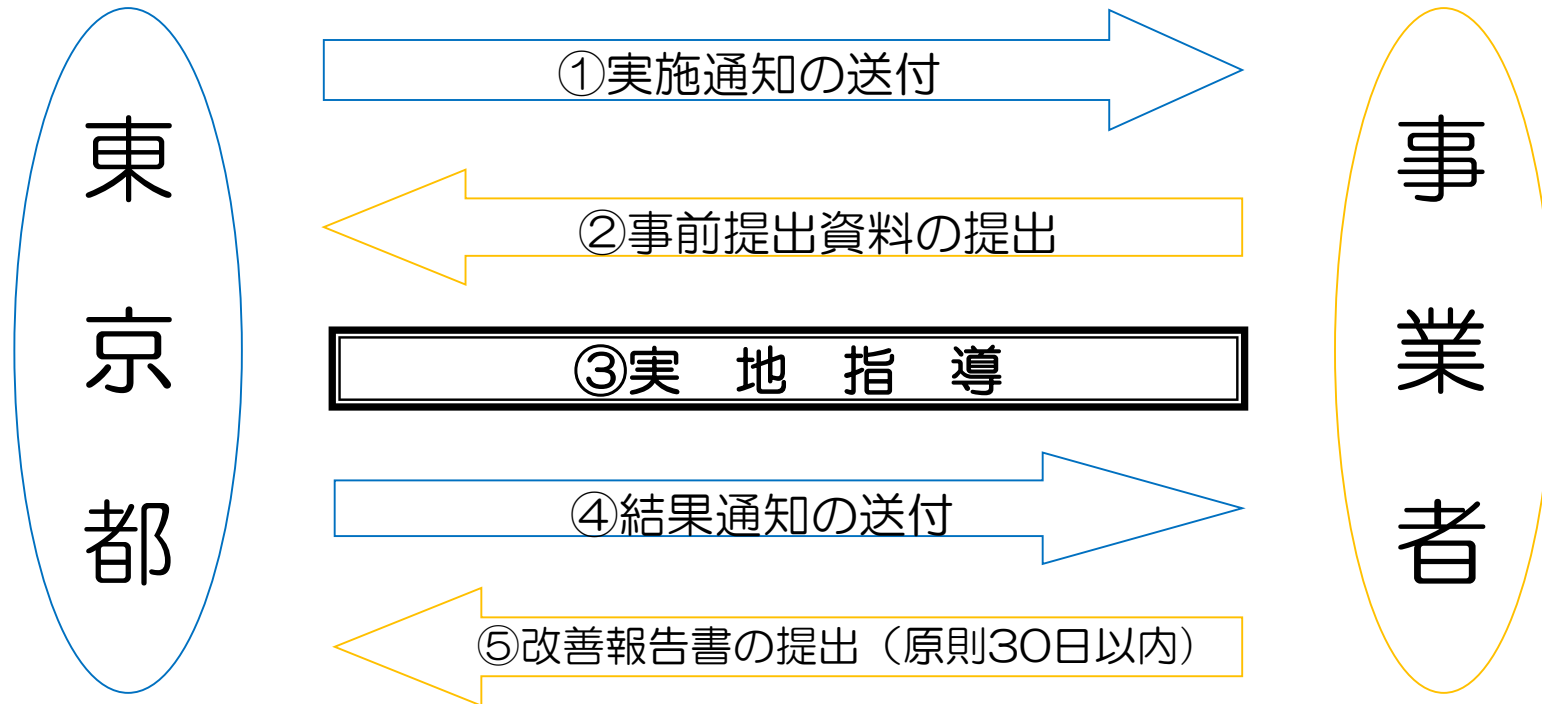 東京都
①実施通知の送付
②事前提出資料の提出
③実　地　指　導
④結果通知の送付
⑤改善報告書の提出（原則30日以内）
事業者